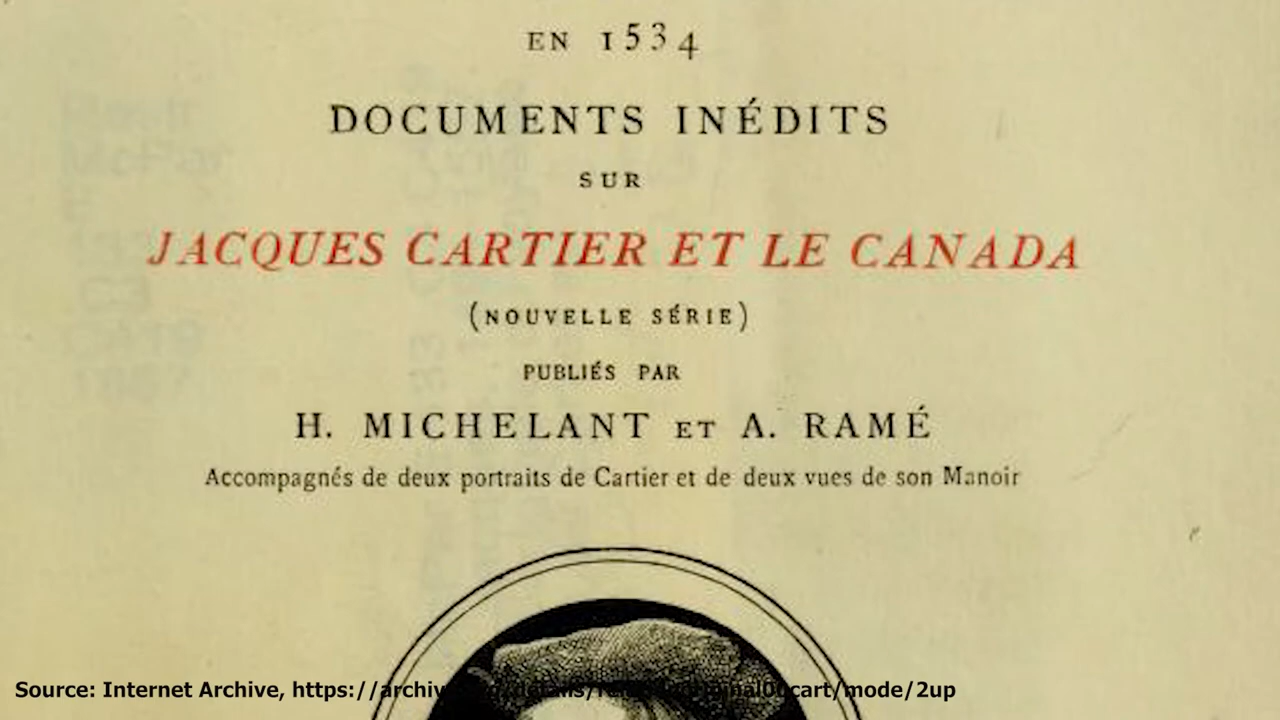 EN 1534
DOCUMENTS INÉDITS
SUR
JACQUES CARTIER ET LE CANADA
(NOUVELLE SÉRIE)
PUBLIÉS PAR
H. MICHELANT ET A. RAMÉ
Accompagnés de deux portraits de Cartier et de deux vues de son Manoir
Source: Internet Archive,